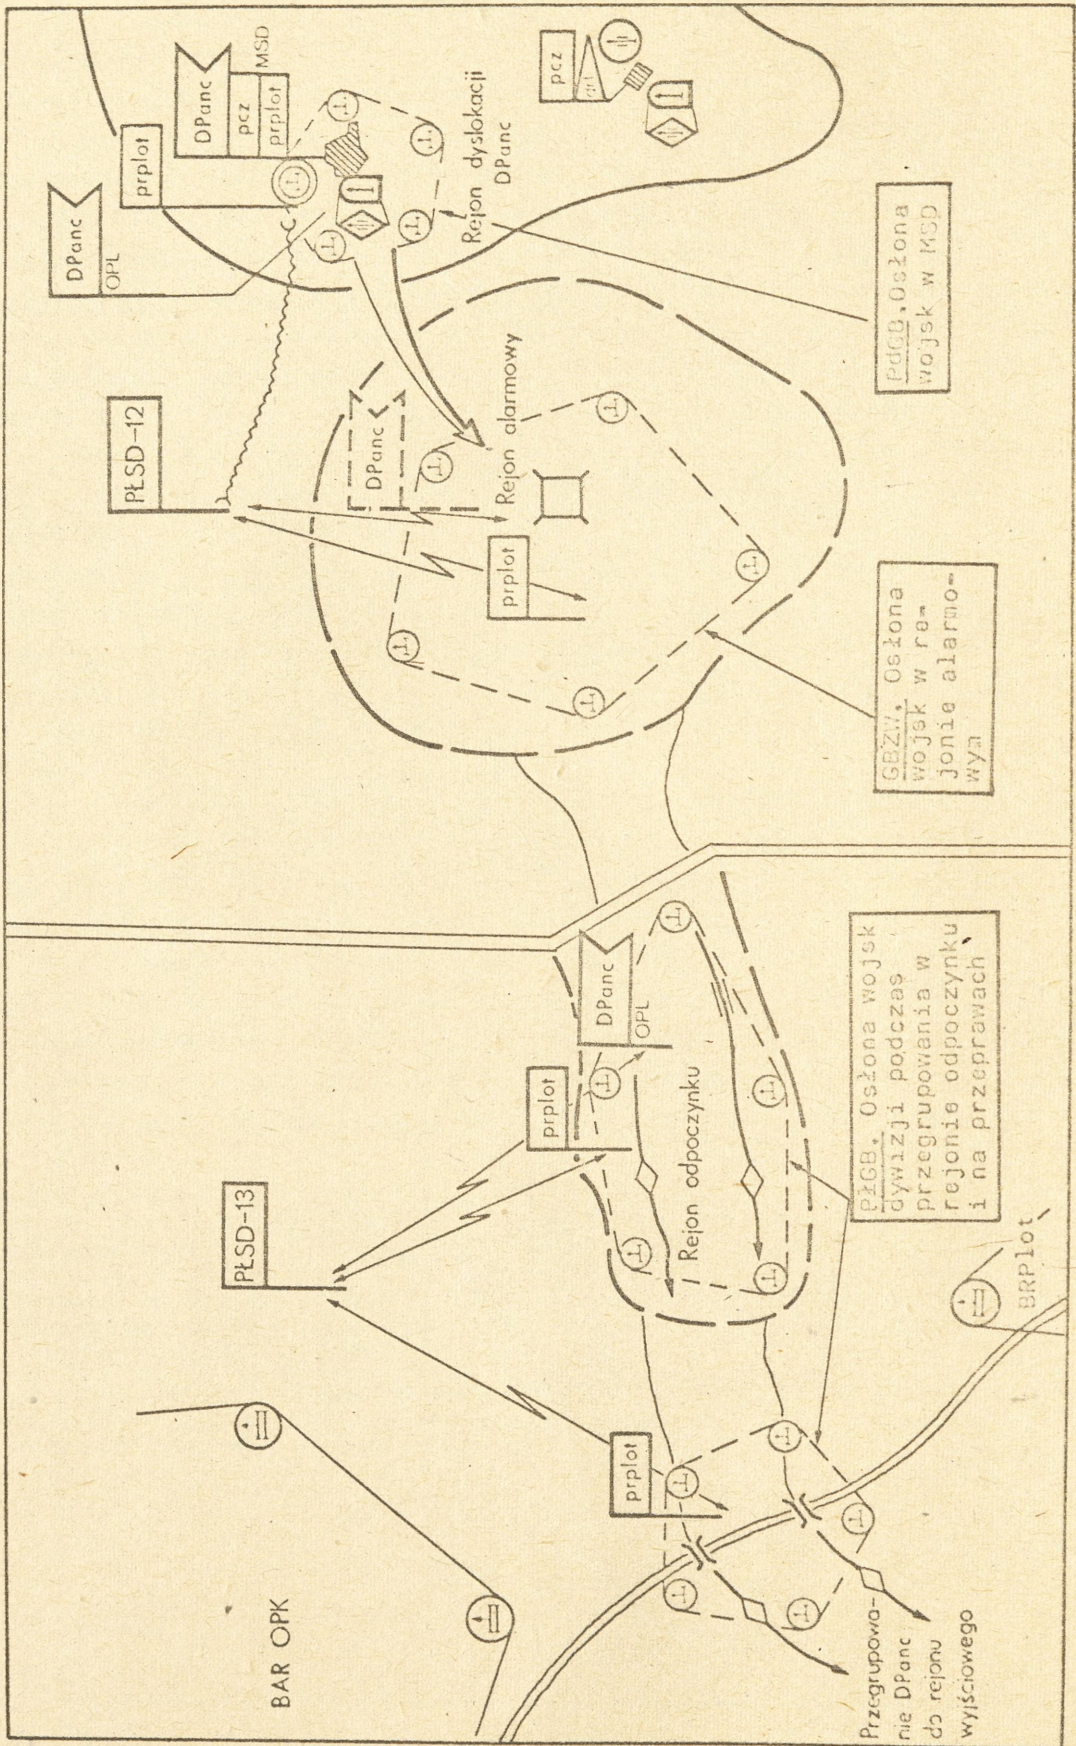 BAR OPK
PŁSD-13
prplot
Przegrupowa-
nie DPanc
do rejonu
wyjściowego
BRPlot
prplot
DPanc
OPL
Rejon odpoczynku
PłGB. Osłona wojsk
dywizji podczas
przegrupowania w
rejonie odpoczynku
i na przeprawach
PŁSD-12
prplot
DPanc
Rejon alarmowy
GBZW. Osłona
wojsk w re-
jonie alarmo-
wym
DPanc
OPL
prplot
DPanc
pcz
prplot
MSD
Rejon dyslokacji
DPanc
PdGB. Osłona
wojsk w MSD
pcz